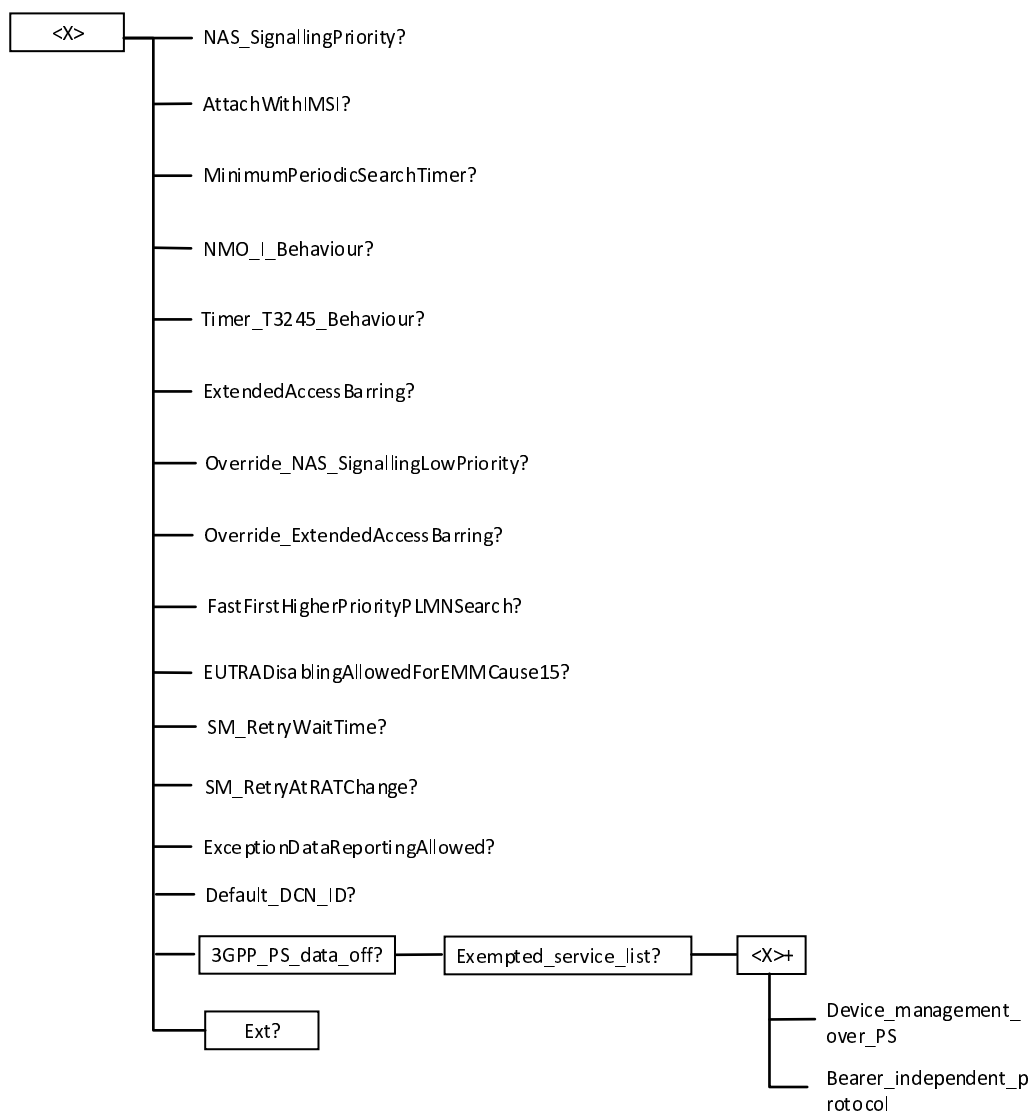 <X>
NAS_SignallingPriority?
AttachWithIMSI?
MinimumPeriodicSearchTimer?
NMO_I_Behaviour?
Timer_T3245_Behaviour?
ExtendedAccessBarring?
Override_NAS_SignallingLowPriority?
Override_ExtendedAccessBarring?
FastFirstHigherPriorityPLMNSearch?
EUTRADisablingAllowedForEMMCause15?
SM_RetryWaitTime?
SM_RetryAtRATChange?
ExceptionDataReportingAllowed?
Default_DCN_ID?
3GPP_PS_data_off?
Exempted_service_list?
<X>+
Ext?
Device_management_
over_PS
Bearer_independent_p
rotocol